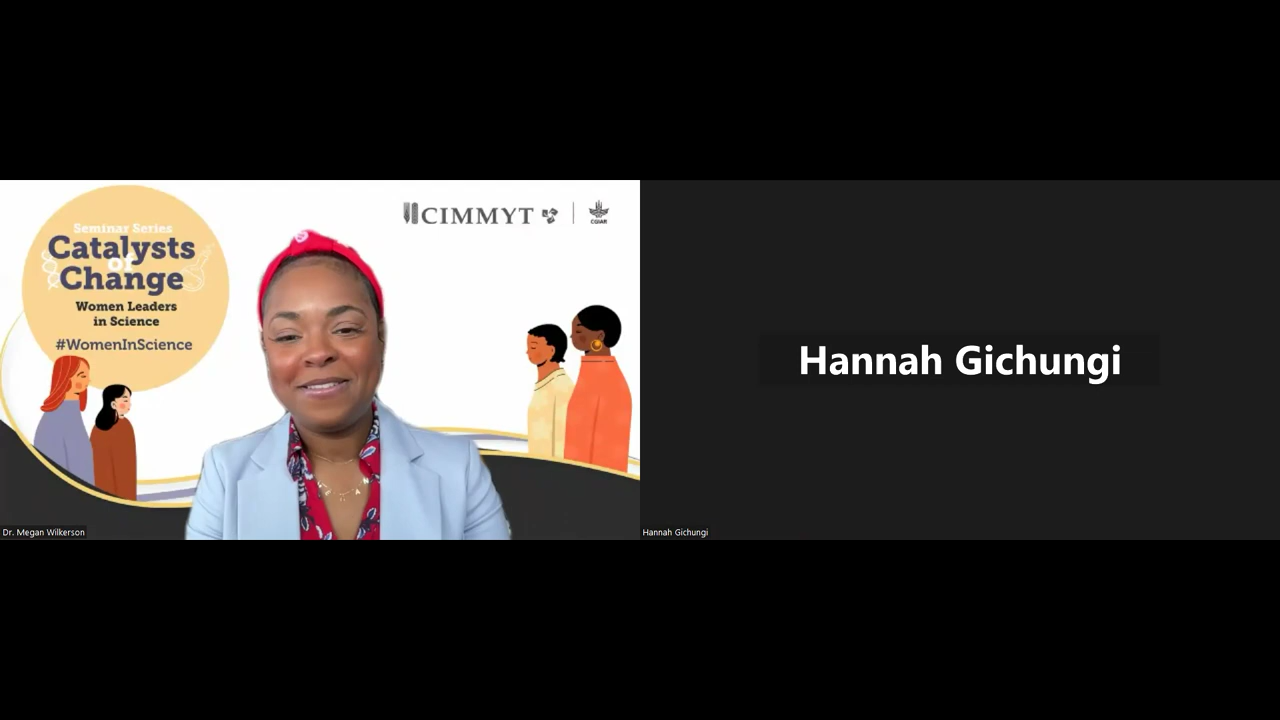 Seminar Series
Catalysts
of
Change
Women Leaders
in Science
#WomenInScience
CIMMYT
CGIAR
Hannah Gichungi
Dr. Megan Wilkerson
Hannah Gichungi